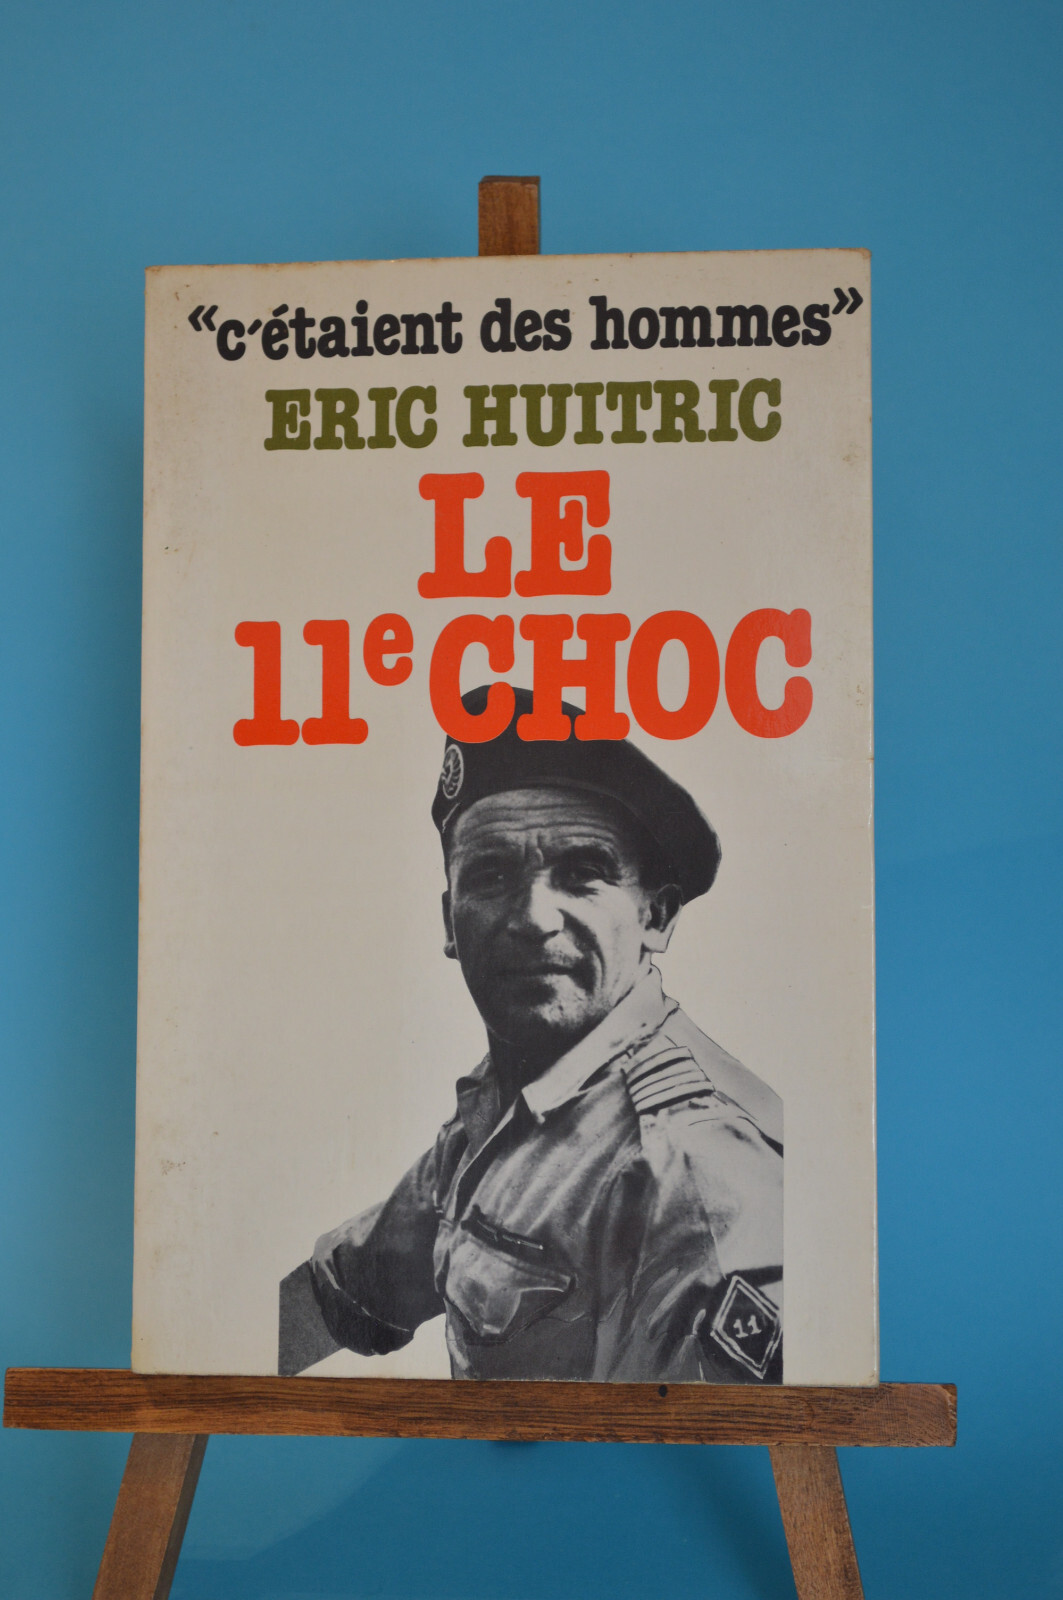 «c'étaient des hommes»
ERIC HUITRIC
LE
11e CHOC
11